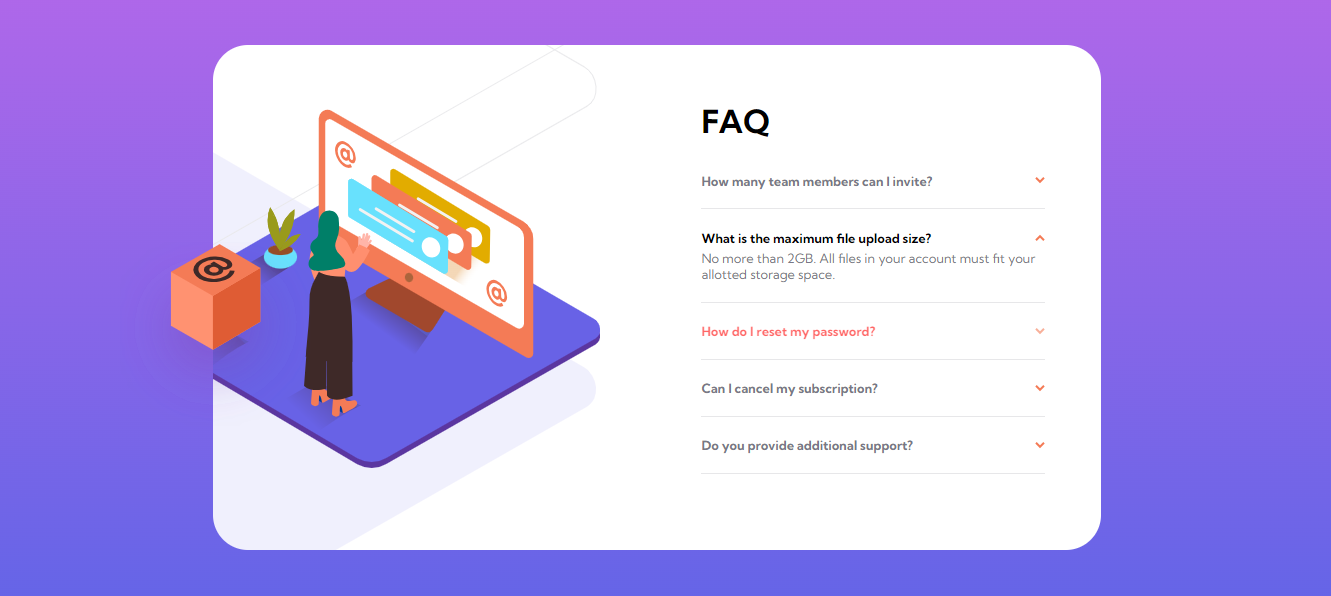 FAQ
How many team members can I invite?
What is the maximum file upload size?
No more than 2GB. All files in your account must fit your
allotted storage space.
How do I reset my password?
Can I cancel my subscription?
Do you provide additional support?
@
@
@